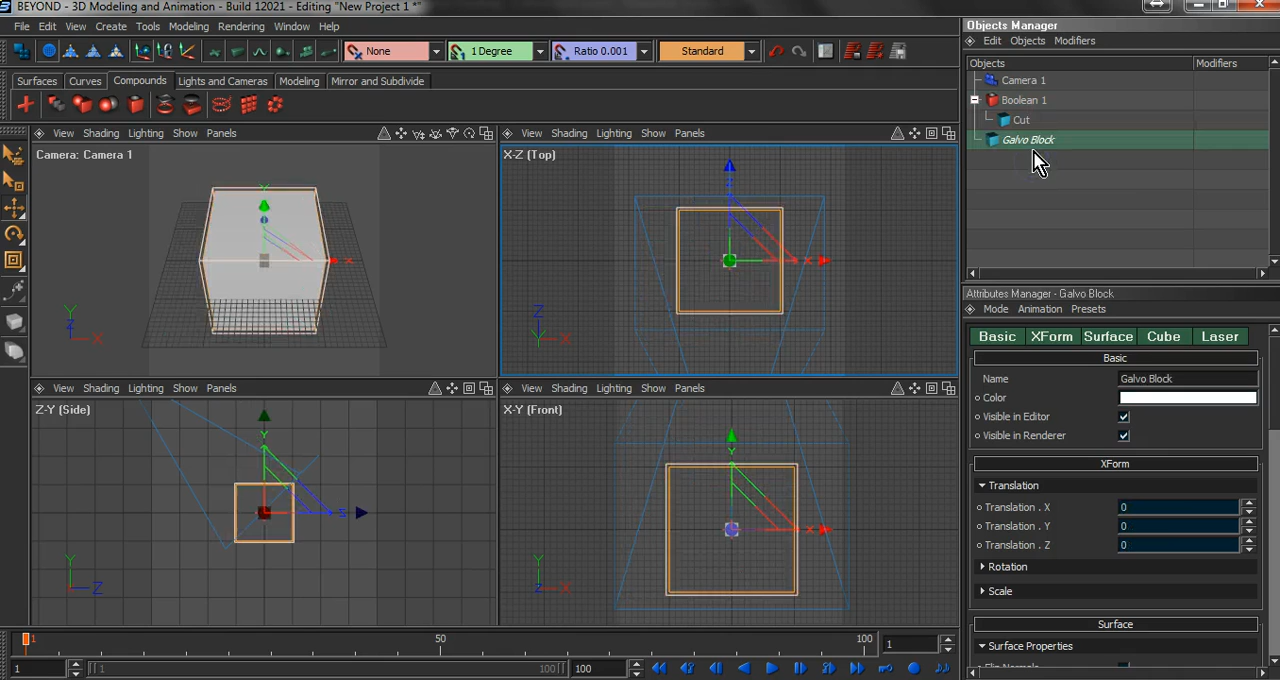 BEYOND - 3D Modeling and Animation - Build 12021 - Editing "New Project 1 *"
File Edit View Create Tools Modeling Rendering Window Help
None 1 Degree Ratio 0.001 Standard
Surfaces Curves Compounds Lights and Cameras Modeling Mirror and Subdivide
View Shading Lighting Show Panels
Camera: Camera 1
Y
X
Y
Z
X
View Shading Lighting Show Panels
X-Z (Top)
Z
X
Z
Y
X
View Shading Lighting Show Panels
Z-Y (Side)
Y
Y
X
Z
View Shading Lighting Show Panels
X-Y (Front)
Y
X
Y
Z
X
1 50 100 1
1 1 100 100
Objects Manager
Edit Objects Modifiers
Objects Modifiers
Camera 1
Boolean 1
Cut
Galvo Block
Attributes Manager - Galvo Block
Mode Animation Presets
Basic XForm Surface Cube Laser
Basic
Name Galvo Block
Color
Visible in Editor
Visible in Renderer
XForm
Translation
Translation . X 0
Translation . Y 0
Translation . Z 0
Rotation
Scale
Surface
Surface Properties
Flip Normals